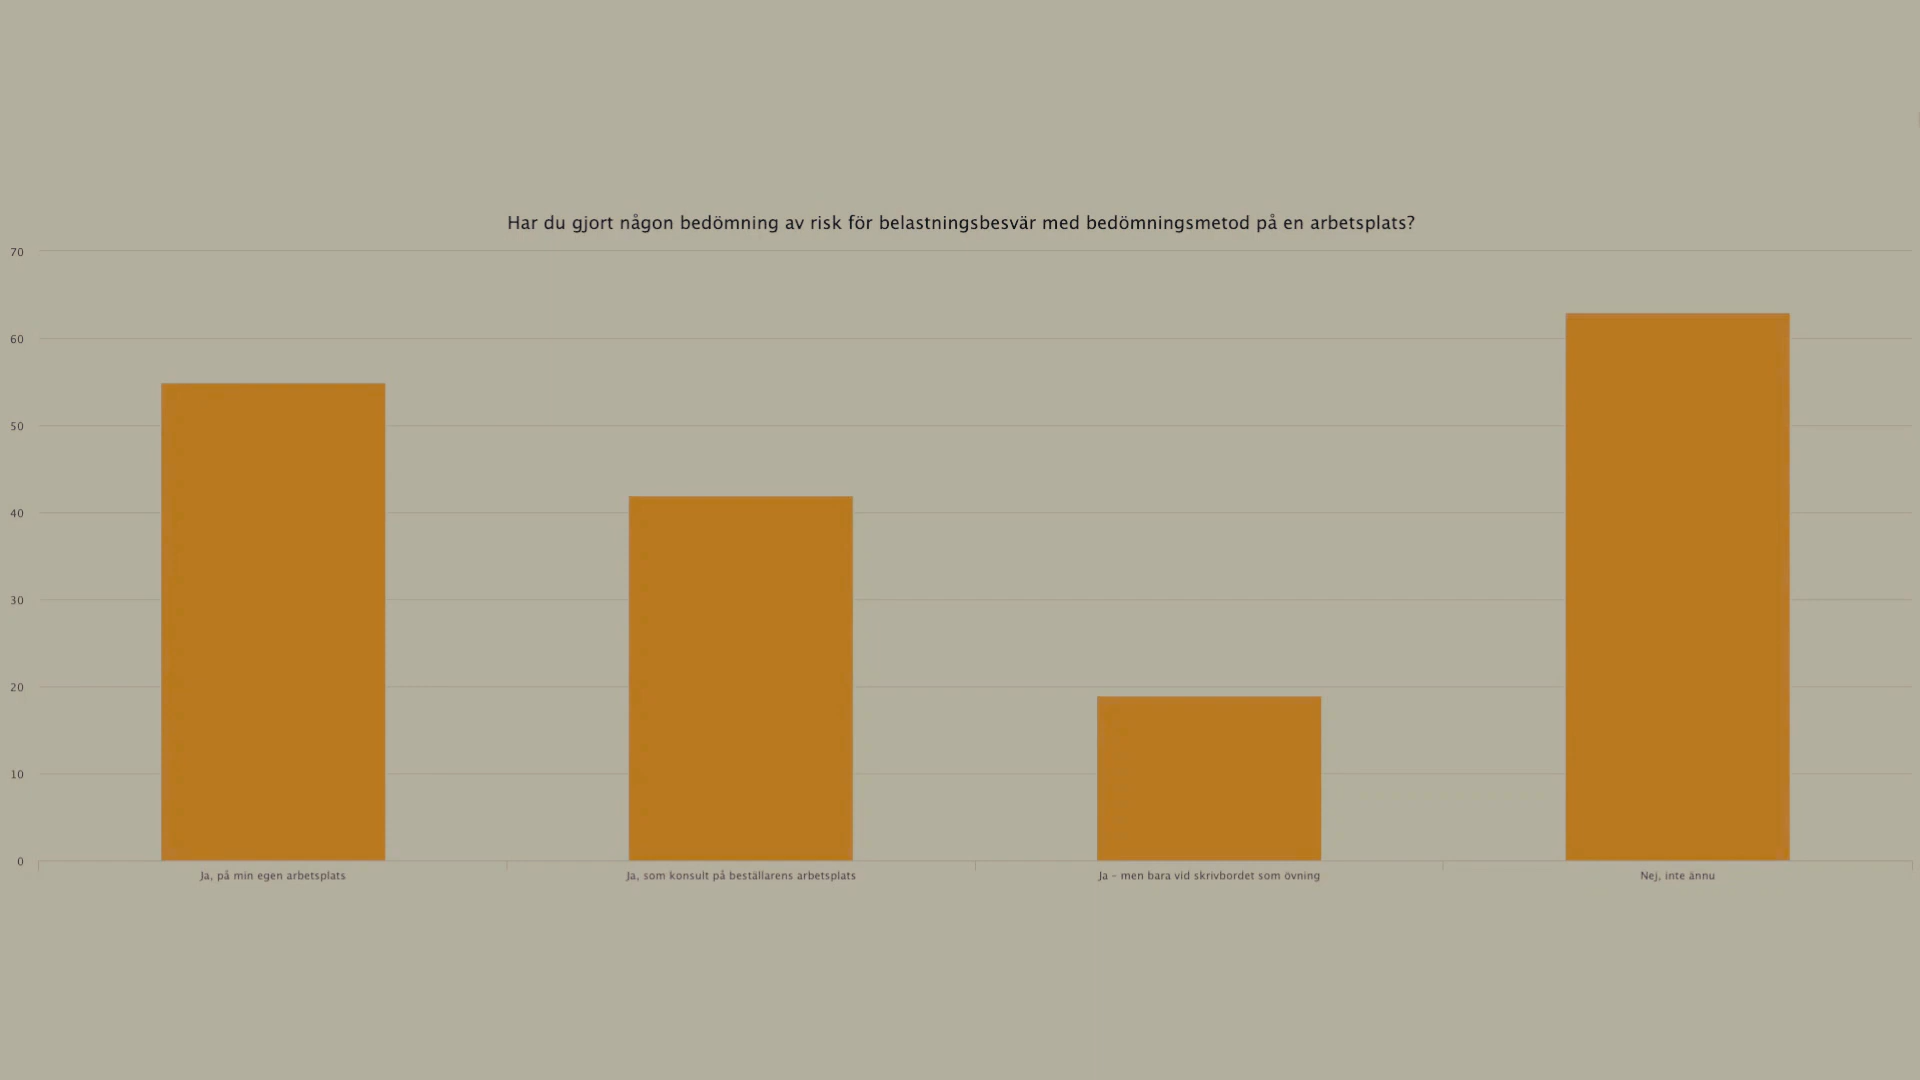 Har du gjort någon bedömning av risk för belastningsbesvär med bedömningsmetod på en arbetsplats?
70
60
50
40
30
20
10
0
Ja, på min egen arbetsplats
Ja, som konsult på beställarens arbetsplats
Ja – men bara vid skrivbordet som övning
Nej, inte ännu